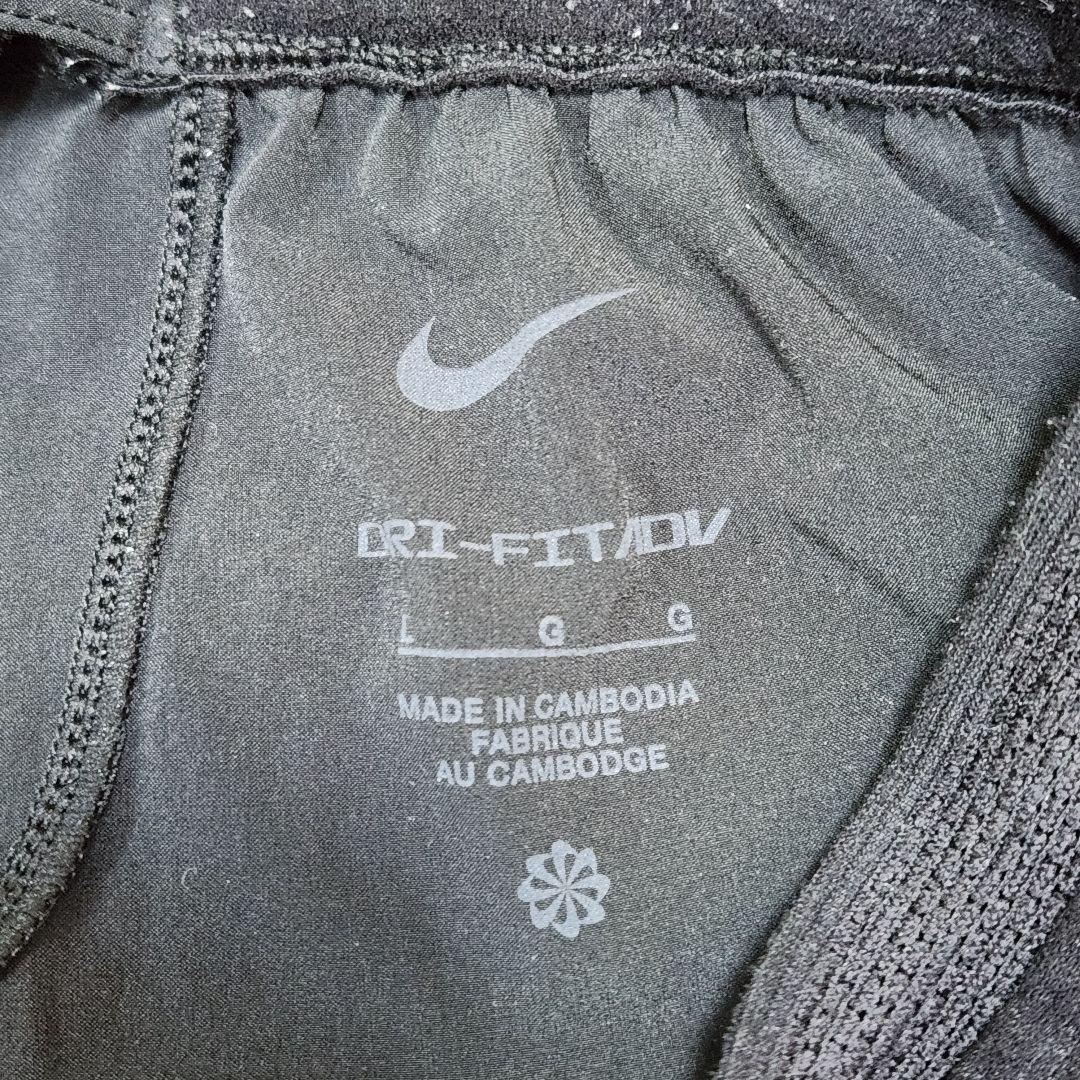 DRI-FIT ADV
L G G
MADE IN CAMBODIA
FABRIQUE
AU CAMBODGE